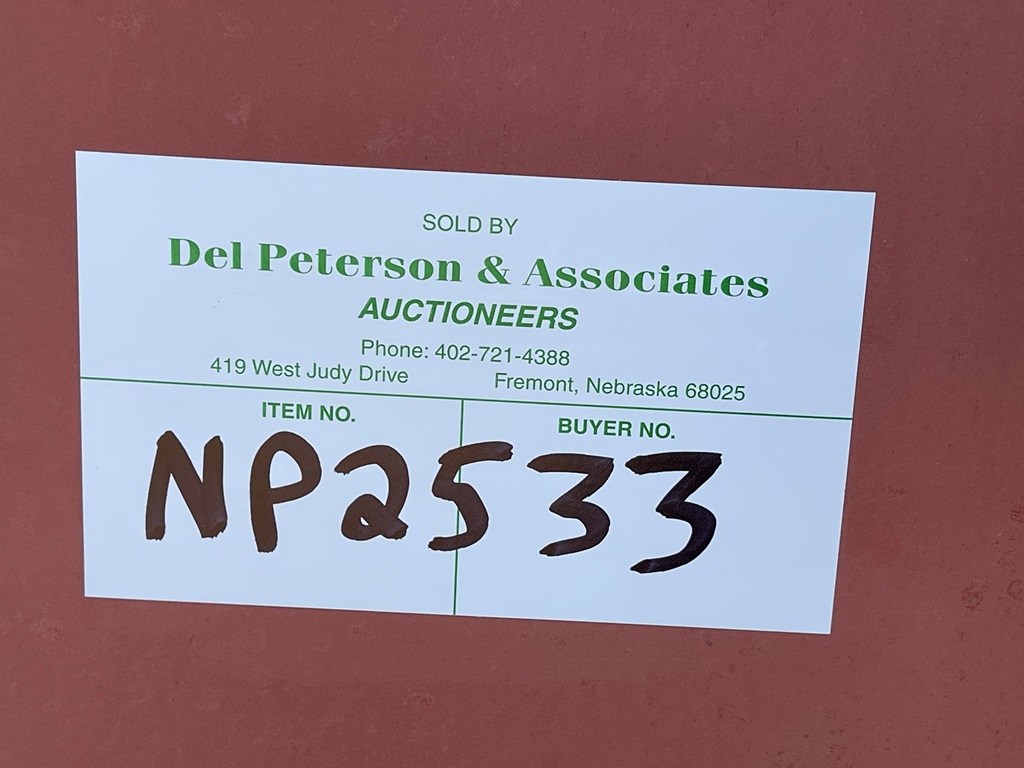 SOLD BY
Del Peterson & Associates
AUCTIONEERS
Phone: 402-721-4388
419 West Judy Drive Fremont, Nebraska 68025
ITEM NO. BUYER NO.
NP2533